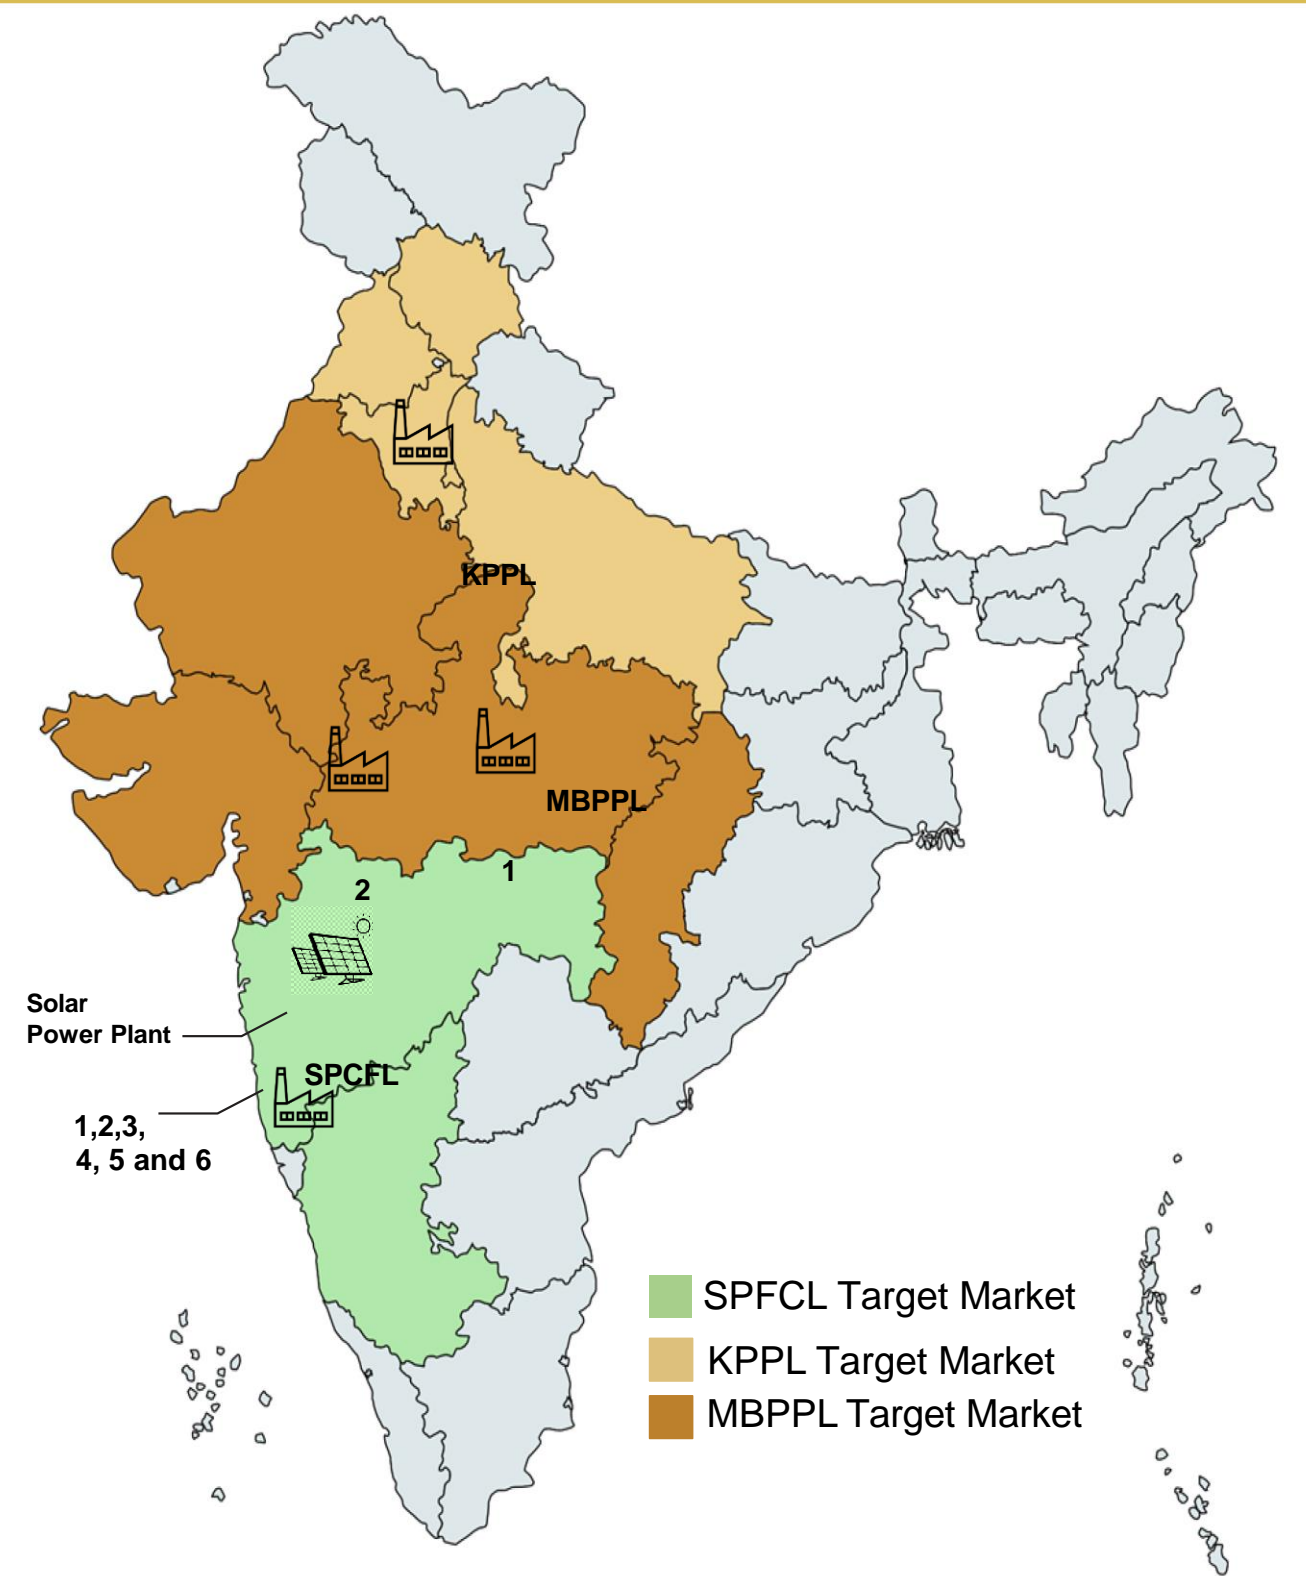 KPPL
MBPPL
1
2
Solar
Power Plant
SPCFL
1,2,3,
4, 5 and 6
SPFCL Target Market
KPPL Target Market
MBPPL Target Market